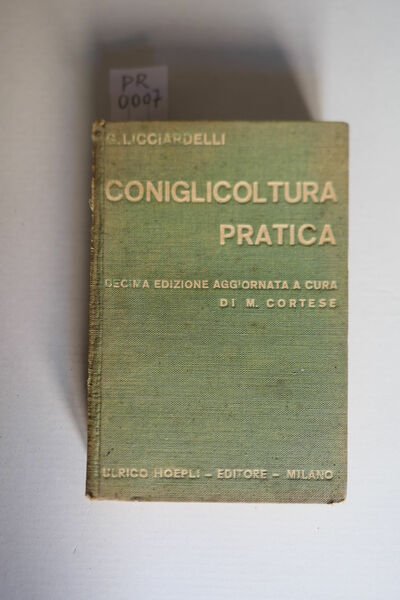 PR
0007
G. LICCIARDELLI
CONIGLICOLTURA
PRATICA
DECIMA EDIZIONE AGGIORNATA A CURA
DI M. CORTESE
ULRICO HOEPLI - EDITORE - MILANO